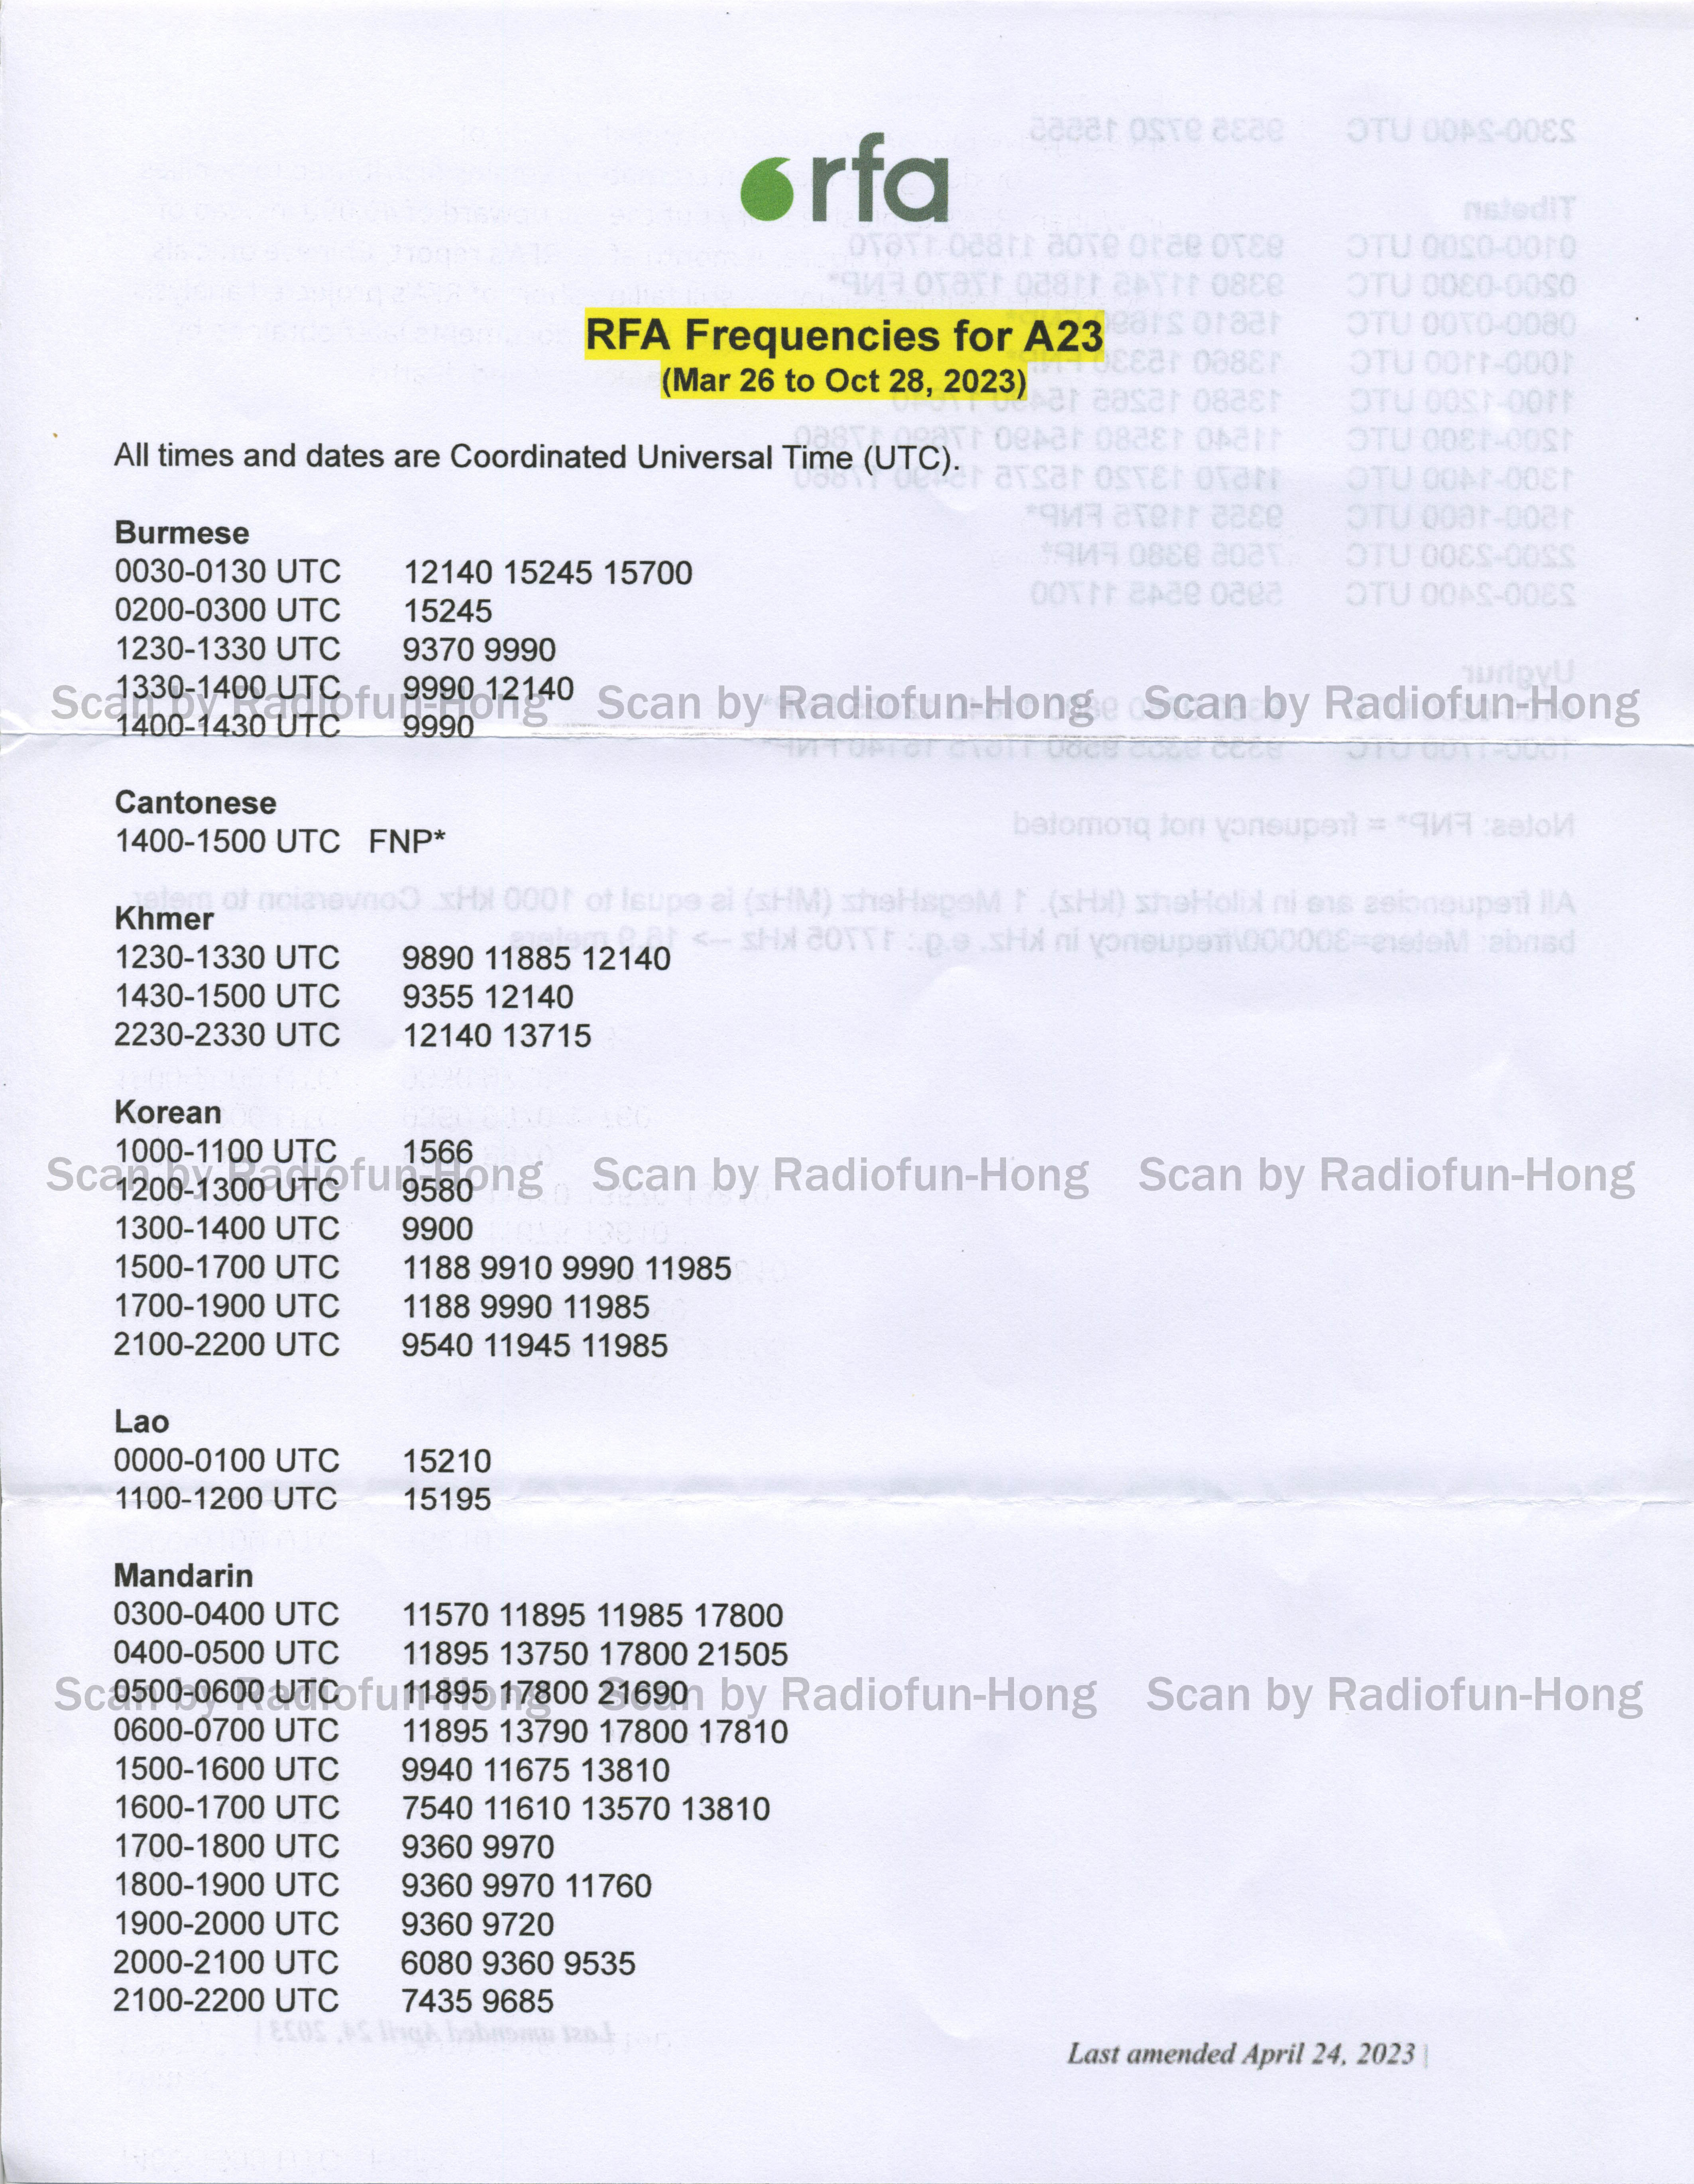 rfa
RFA Frequencies for A23
(Mar 26 to Oct 28, 2023)
All times and dates are Coordinated Universal Time (UTC).
Burmese
0030-0130 UTC 12140 15245 15700
0200-0300 UTC 15245
1230-1330 UTC 9370 9990
1330-1400 UTC 9990 12140
Scan by Radiofun-Hong Scan by Radiofun-Hong Scan by Radiofun-Hong
1400-1430 UTC 9990
Cantonese
1400-1500 UTC FNP*
Khmer
1230-1330 UTC 9890 11885 12140
1430-1500 UTC 9355 12140
2230-2330 UTC 12140 13715
Korean
1000-1100 UTC 1566
Scan by Radiofun-Hong Scan by Radiofun-Hong Scan by Radiofun-Hong
1200-1300 UTC 9580
1300-1400 UTC 9900
1500-1700 UTC 1188 9910 9990 11985
1700-1900 UTC 1188 9990 11985
2100-2200 UTC 9540 11945 11985
Lao
0000-0100 UTC 15210
1100-1200 UTC 15195
Mandarin
0300-0400 UTC 11570 11895 11985 17800
0400-0500 UTC 11895 13750 17800 21505
0500-0600 UTC 11895 17800 21690
Scan by Radiofun-Hong Scan by Radiofun-Hong Scan by Radiofun-Hong
0600-0700 UTC 11895 13790 17800 17810
1500-1600 UTC 9940 11675 13810
1600-1700 UTC 7540 11610 13570 13810
1700-1800 UTC 9360 9970
1800-1900 UTC 9360 9970 11760
1900-2000 UTC 9360 9720
2000-2100 UTC 6080 9360 9535
2100-2200 UTC 7435 9685
Last amended April 24, 2023